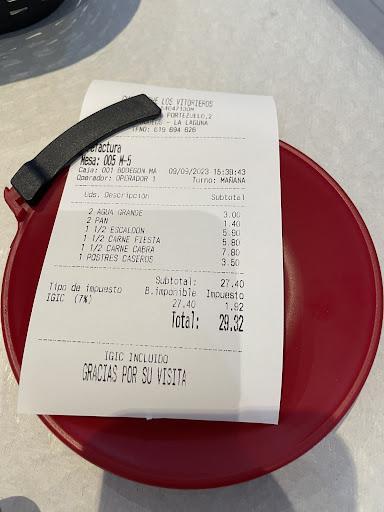 LOS VITORIEROS
FORTEZUELO,2
- LA LAGUNA
TFNO: 619 694 626
Mesa: 005 M-5
Caja: 001 BODEGON MA 09/09/2023 15:39:43
Operador: OPERADOR 1 Turno: MAÑANA
Uds. Descripción Subtotal
2 AGUA GRANDE 3.00
2 PAN 1.40
1 1/2 ESCALDON 5.90
1 1/2 CARNE FIESTA 5.80
1 1/2 CARNE CABRA 7.80
1 POSTRES CASEROS 3.50
Subtotal: 27.40
Tipo de impuesto B.imponible Impuesto
IGIC (7%) 27.40 1.92
Total: 29.32
IGIC INCLUIDO
GRACIAS POR SU VISITA